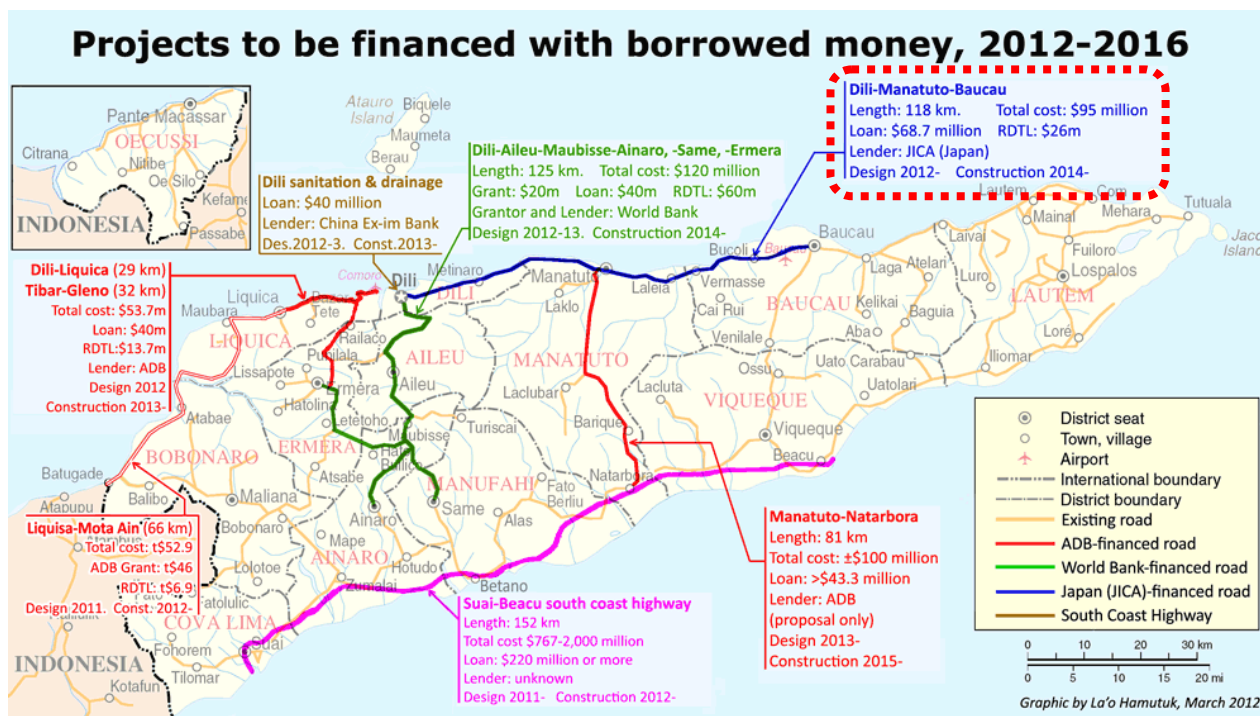 Projects to be financed with borrowed money, 2012-2016
Dili-Manatuto-Baucau
Length: 118 km. Total cost: $95 million
Loan: $68.7 million RDTL: $26m
Lender: JICA (Japan)
Design 2012- Construction 2014-
Dili-Aileu-Maubisse-Ainaro, -Same, -Ermera
Length: 125 km. Total cost: $120 million
Grant: $20m Loan: $40m RDTL: $60m
Grantor and Lender: World Bank
Design 2012-13. Construction 2014-
Dili sanitation & drainage
Loan: $40 million
Lender: China Ex-im Bank
Des.2012-3. Const.2013-
Dili-Liquica (29 km)
Tibar-Gleno (32 km)
Total cost: $53.7m
Loan: $40m
RDTL:$13.7m
Lender: ADB
Design 2012
Construction 2013-
Liquisa-Mota Ain (66 km)
Total cost: t$52.9
ADB Grant: t$46
RDTL: t$6.9
Design 2011. Const. 2012-
Suai-Beacu south coast highway
Length: 152 km
Total cost $767-2,000 million
Loan: $220 million or more
Lender: unknown
Design 2011- Construction 2012-
Manatuto-Natarbora
Length: 81 km
Total cost: ±$100 million
Loan: >$43.3 million
Lender: ADB
(proposal only)
Design 2013-
Construction 2015-
Pante Macassar
OECUSSI
Citrana
Nitibe
Oe Silo
Kefame
INDONESIA
Passabe
Atauro
Island
Biquele
Maumeta
Berau
Comoro
Dili
Metinaro
DILI
Manatuto
Laklo
Laleia
Bucoli
Baucau
Baucau
Vermasse
Cai Rui
BAUCAU
Venilale
Laga
Atelari
Kelikai
Baguia
Aba
Ossu
Uato Carabau
Uatolari
Lautem
Com
Mehara
Tutuala
Jaco
Island
Mainal
Laivai
Fuiloro
Luro
Lospalos
LAUTEM
Loré
Iliomar
Liquica
Maubara
Tete
LIQUICA
Railaco
Lissapote
Ermera
Hatolina
Letetoho
AILEU
Aileu
Maubisse
MANATUTO
Laclubar
Lacluta
Barique
Turiscai
VIQUEQUE
Viqueque
Beacu
Natarbora
Atabae
BOBONARO
ERMERA
Atsabe
MANUFAHI
Fato
Berliu
Alas
Same
Ainaro
Batugade
Balibo
Maliana
Atapupu
Bobonaro
Mape
AINARO
Hotudo
Zumalai
Betano
Lolotoe
Fatolulic
COVA LIMA
Fohorem
Suai
Tilomar
INDONESIA
Kotafun
District seat
Town, village
Airport
International boundary
District boundary
Existing road
ADB-financed road
World Bank-financed road
Japan (JICA)-financed road
South Coast Highway
0 10 20 30 km
0 5 10 15 20 mi
Graphic by La'o Hamutuk, March 2012